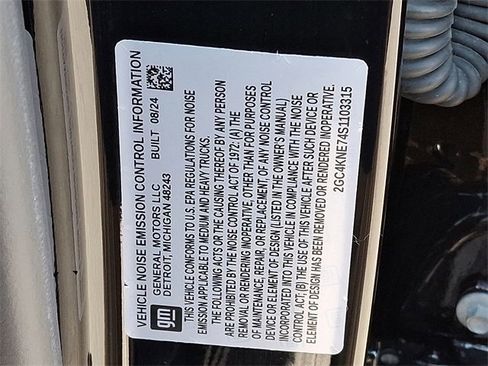 VEHICLE NOISE EMISSION CONTROL INFORMATION
gm
GENERAL MOTORS LLC BUILT 08/24
DETROIT, MICHIGAN 48243
THIS VEHICLE CONFORMS TO U.S. EPA REGULATIONS FOR NOISE
EMISSION APPLICABLE TO MEDIUM AND HEAVY TRUCKS.
THE FOLLOWING ACTS OR THE CAUSING THEREOF BY ANY PERSON
ARE PROHIBITED BY THE NOISE CONTROL ACT OF 1972: (A) THE
REMOVAL OR RENDERING INOPERATIVE, OTHER THAN FOR PURPOSES
OF MAINTENANCE, REPAIR, OR REPLACEMENT, OF ANY NOISE CONTROL
DEVICE OR ELEMENT OF DESIGN (LISTED IN THE OWNER'S MANUAL)
INCORPORATED INTO THIS VEHICLE IN COMPLIANCE WITH THE NOISE
CONTROL ACT; (B) THE USE OF THIS VEHICLE AFTER SUCH DEVICE OR
ELEMENT OF DESIGN HAS BEEN REMOVED OR RENDERED INOPERATIVE.
2GC4KNE74S1103315